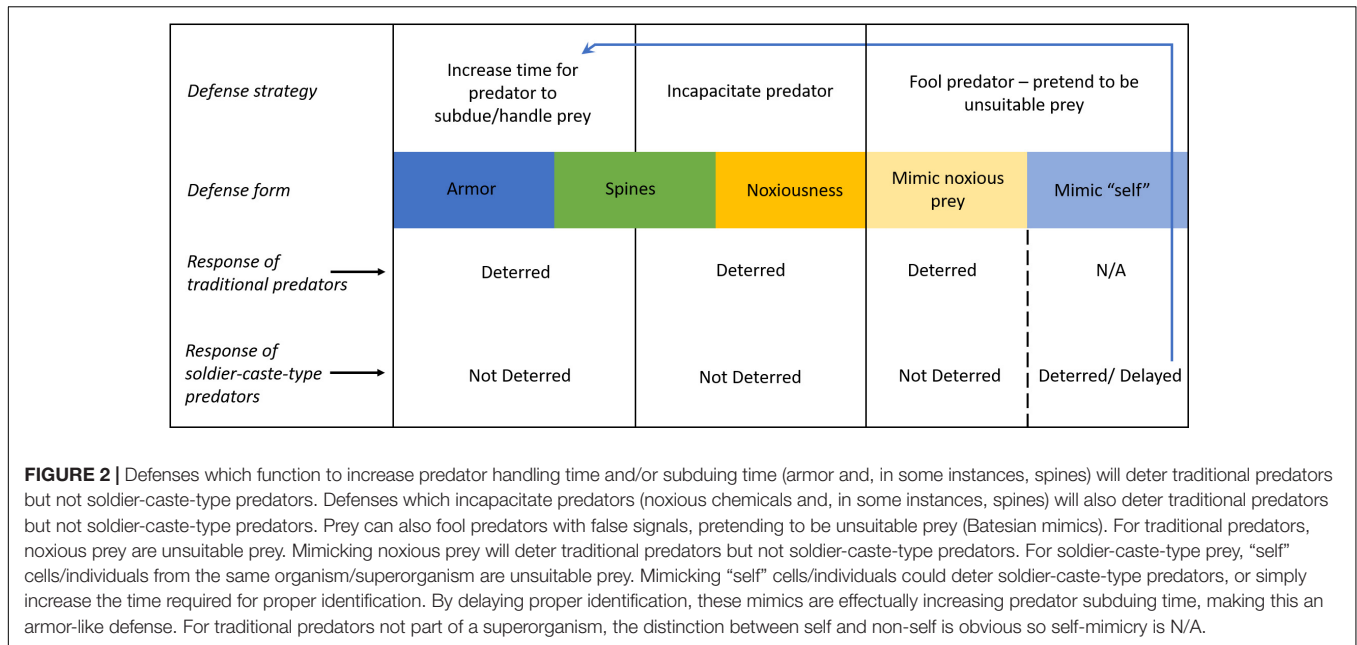 Defense strategy
Increase time for
predator to
subdue/handle prey
Incapacitate predator
Fool predator – pretend to be
unsuitable prey
Defense form
Armor
Spines
Noxiousness
Mimic noxious
prey
Mimic “self”
Response of
traditional predators
Deterred
Deterred
Deterred
N/A
Response of
soldier-caste-type
predators
Not Deterred
Not Deterred
Not Deterred
Deterred/ Delayed
FIGURE 2 | Defenses which function to increase predator handling time and/or subduing time (armor and, in some instances, spines) will deter traditional predators
but not soldier-caste-type predators. Defenses which incapacitate predators (noxious chemicals and, in some instances, spines) will also deter traditional predators
but not soldier-caste-type predators. Prey can also fool predators with false signals, pretending to be unsuitable prey (Batesian mimics). For traditional predators,
noxious prey are unsuitable prey. Mimicking noxious prey will deter traditional predators but not soldier-caste-type predators. For soldier-caste-type prey, “self”
cells/individuals from the same organism/superorganism are unsuitable prey. Mimicking “self” cells/individuals could deter soldier-caste-type predators, or simply
increase the time required for proper identification. By delaying proper identification, these mimics are effectually increasing predator subduing time, making this an
armor-like defense. For traditional predators not part of a superorganism, the distinction between self and non-self is obvious so self-mimicry is N/A.